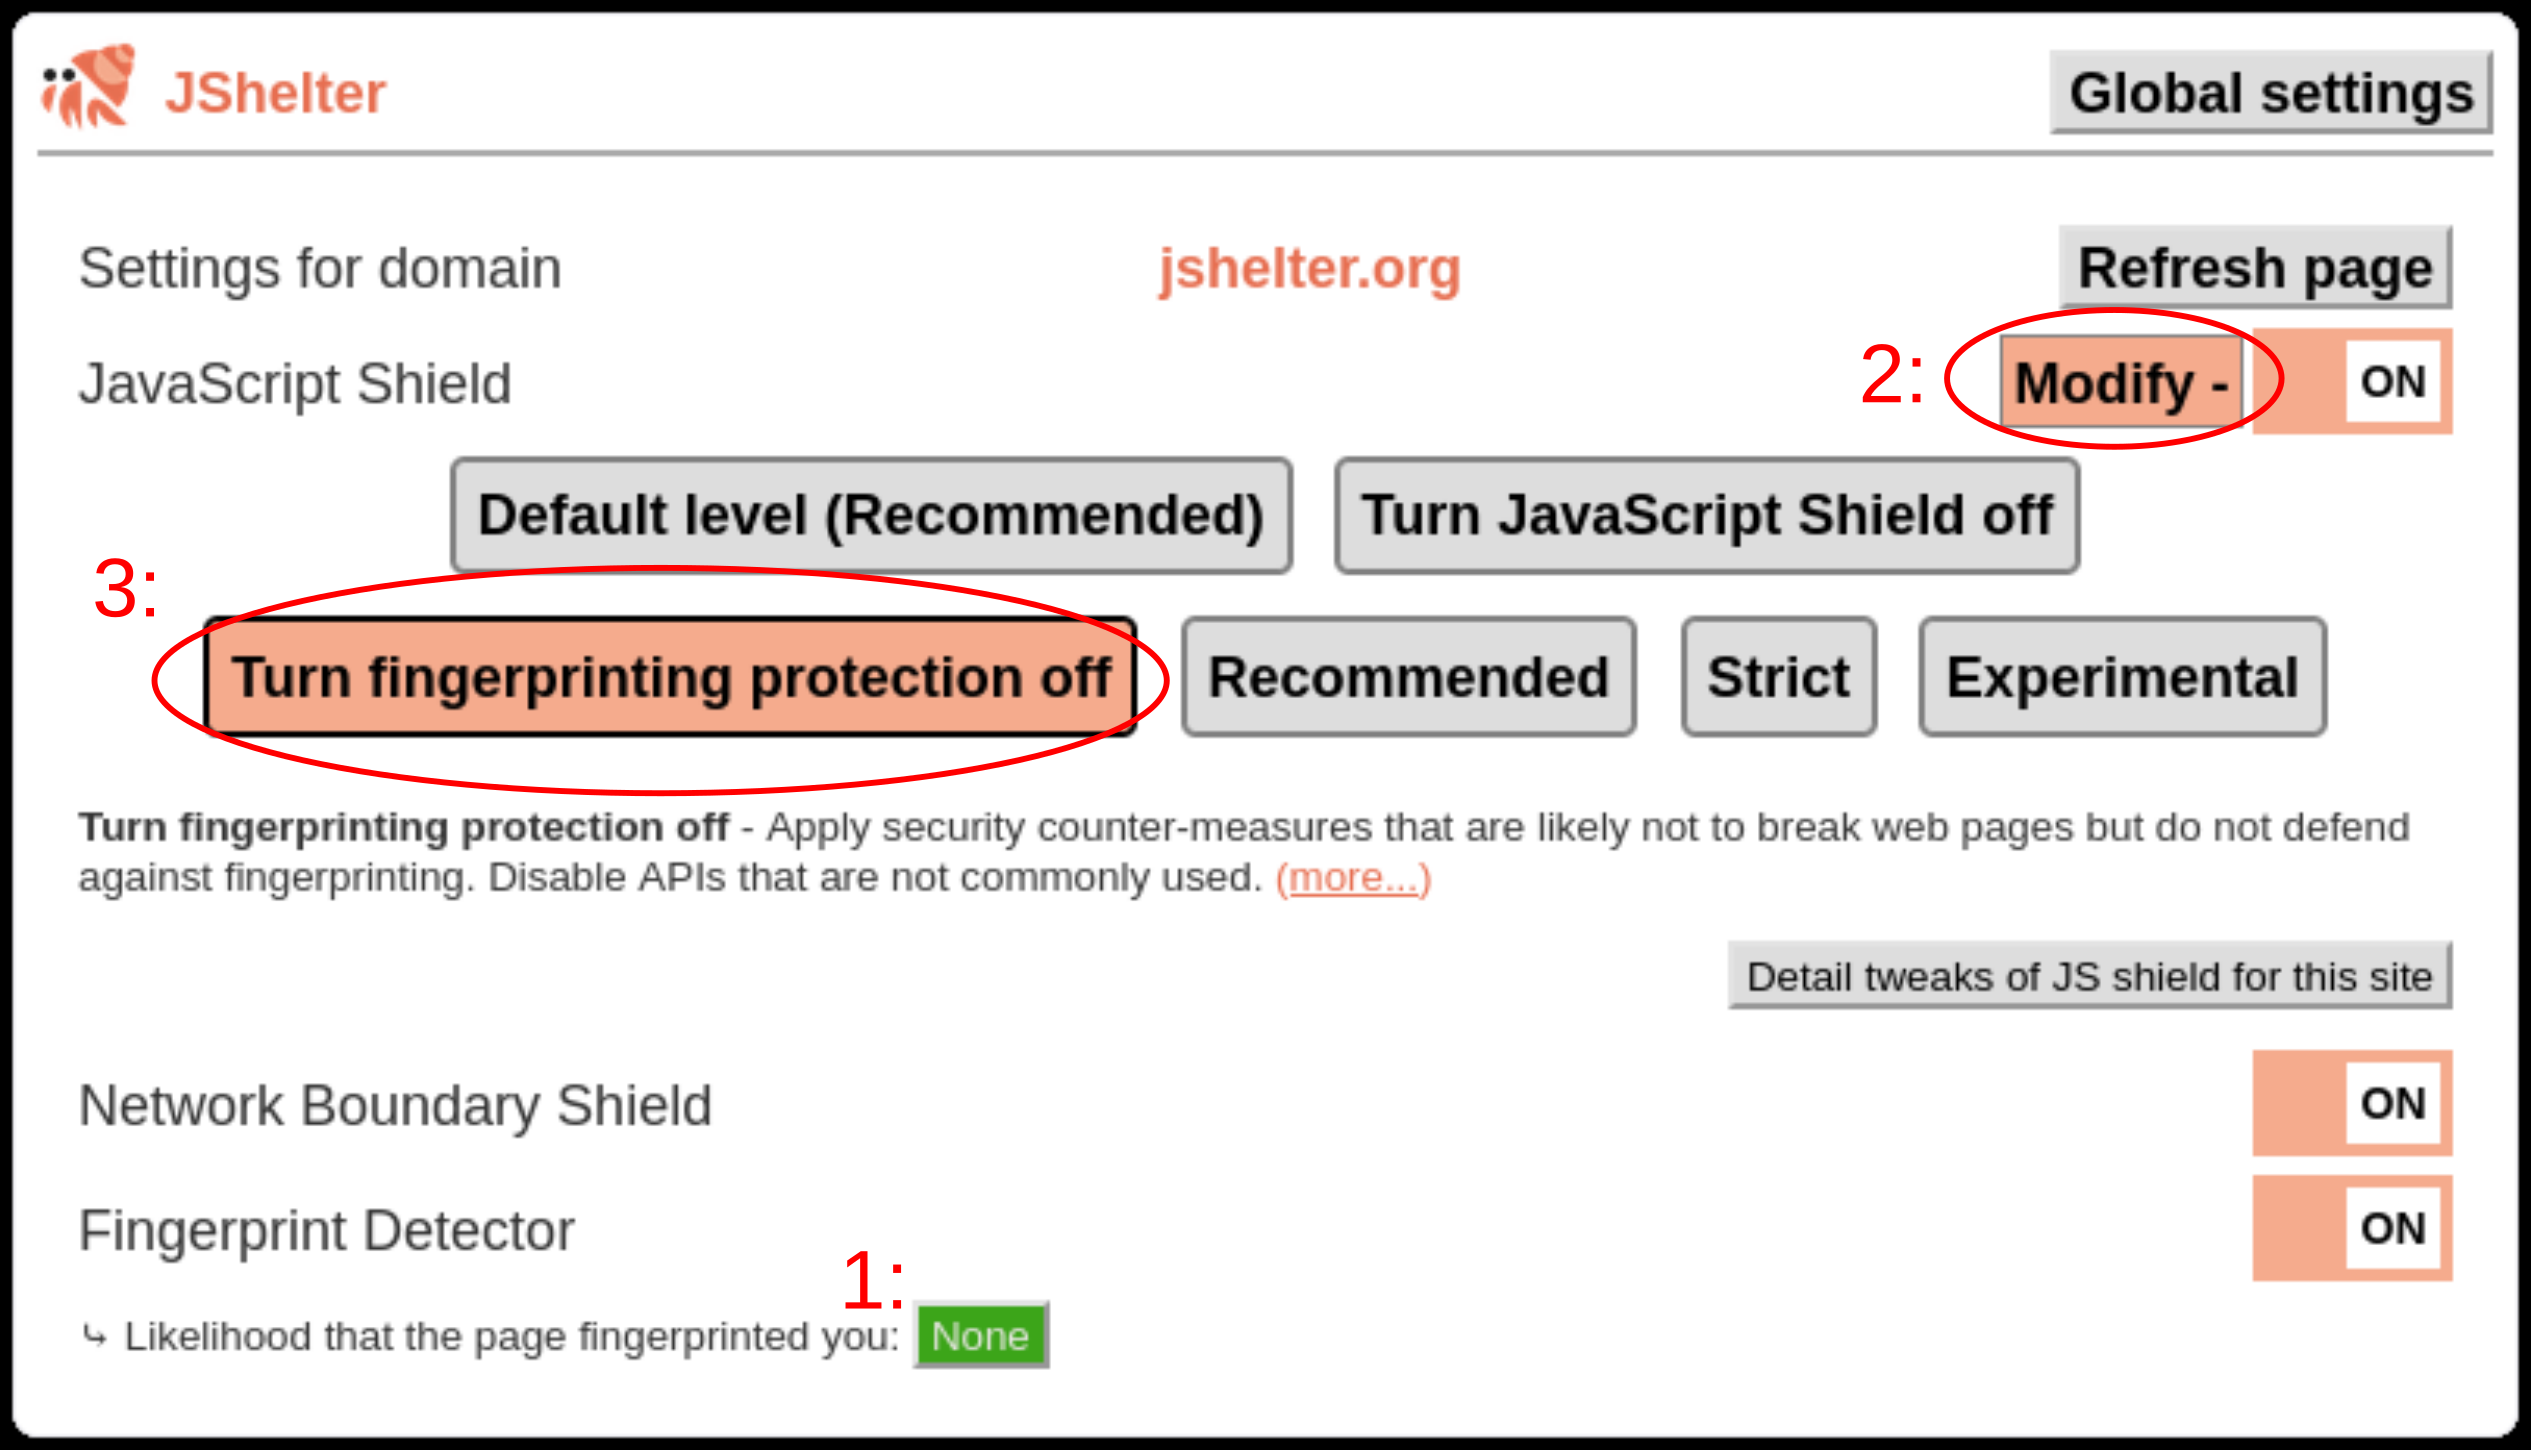 JShelter
Global settings
Settings for domain
jshelter.org
Refresh page
JavaScript Shield
2:
Modify -
ON
Default level (Recommended)
Turn JavaScript Shield off
3:
Turn fingerprinting protection off
Recommended
Strict
Experimental
Turn fingerprinting protection off - Apply security counter-measures that are likely not to break web pages but do not defend
against fingerprinting. Disable APIs that are not commonly used. (more...)
Detail tweaks of JS shield for this site
Network Boundary Shield
ON
Fingerprint Detector
ON
1:
⤷ Likelihood that the page fingerprinted you: None